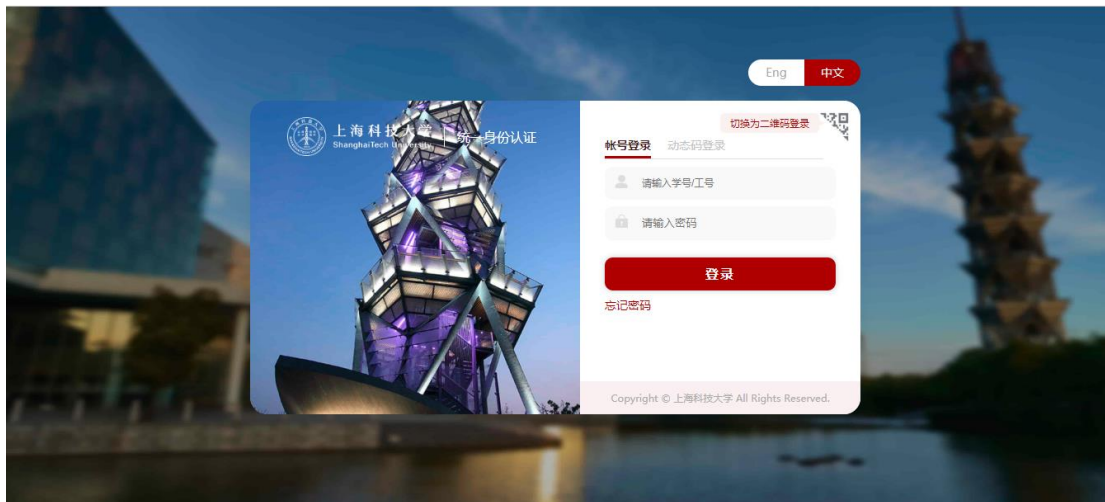 Eng 中文
上海科技大学 统一身份认证
ShanghaiTech University
切换为二维码登录
帐号登录 动态码登录
请输入学号/工号
请输入密码
登录
忘记密码
Copyright © 上海科技大学 All Rights Reserved.